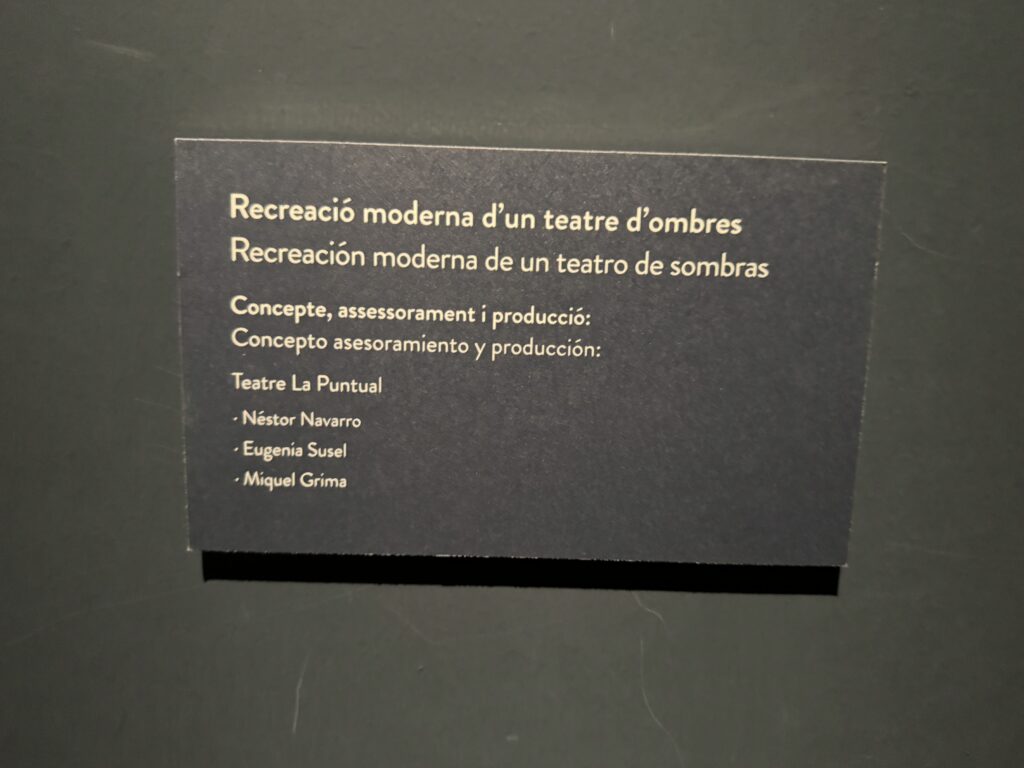 Recreació moderna d’un teatre d’ombres
Recreación moderna de un teatro de sombras
Concepte, assessorament i producció:
Concepto asesoramiento y producción:
Teatre La Puntual
· Néstor Navarro
· Eugenia Susel
· Miquel Grima